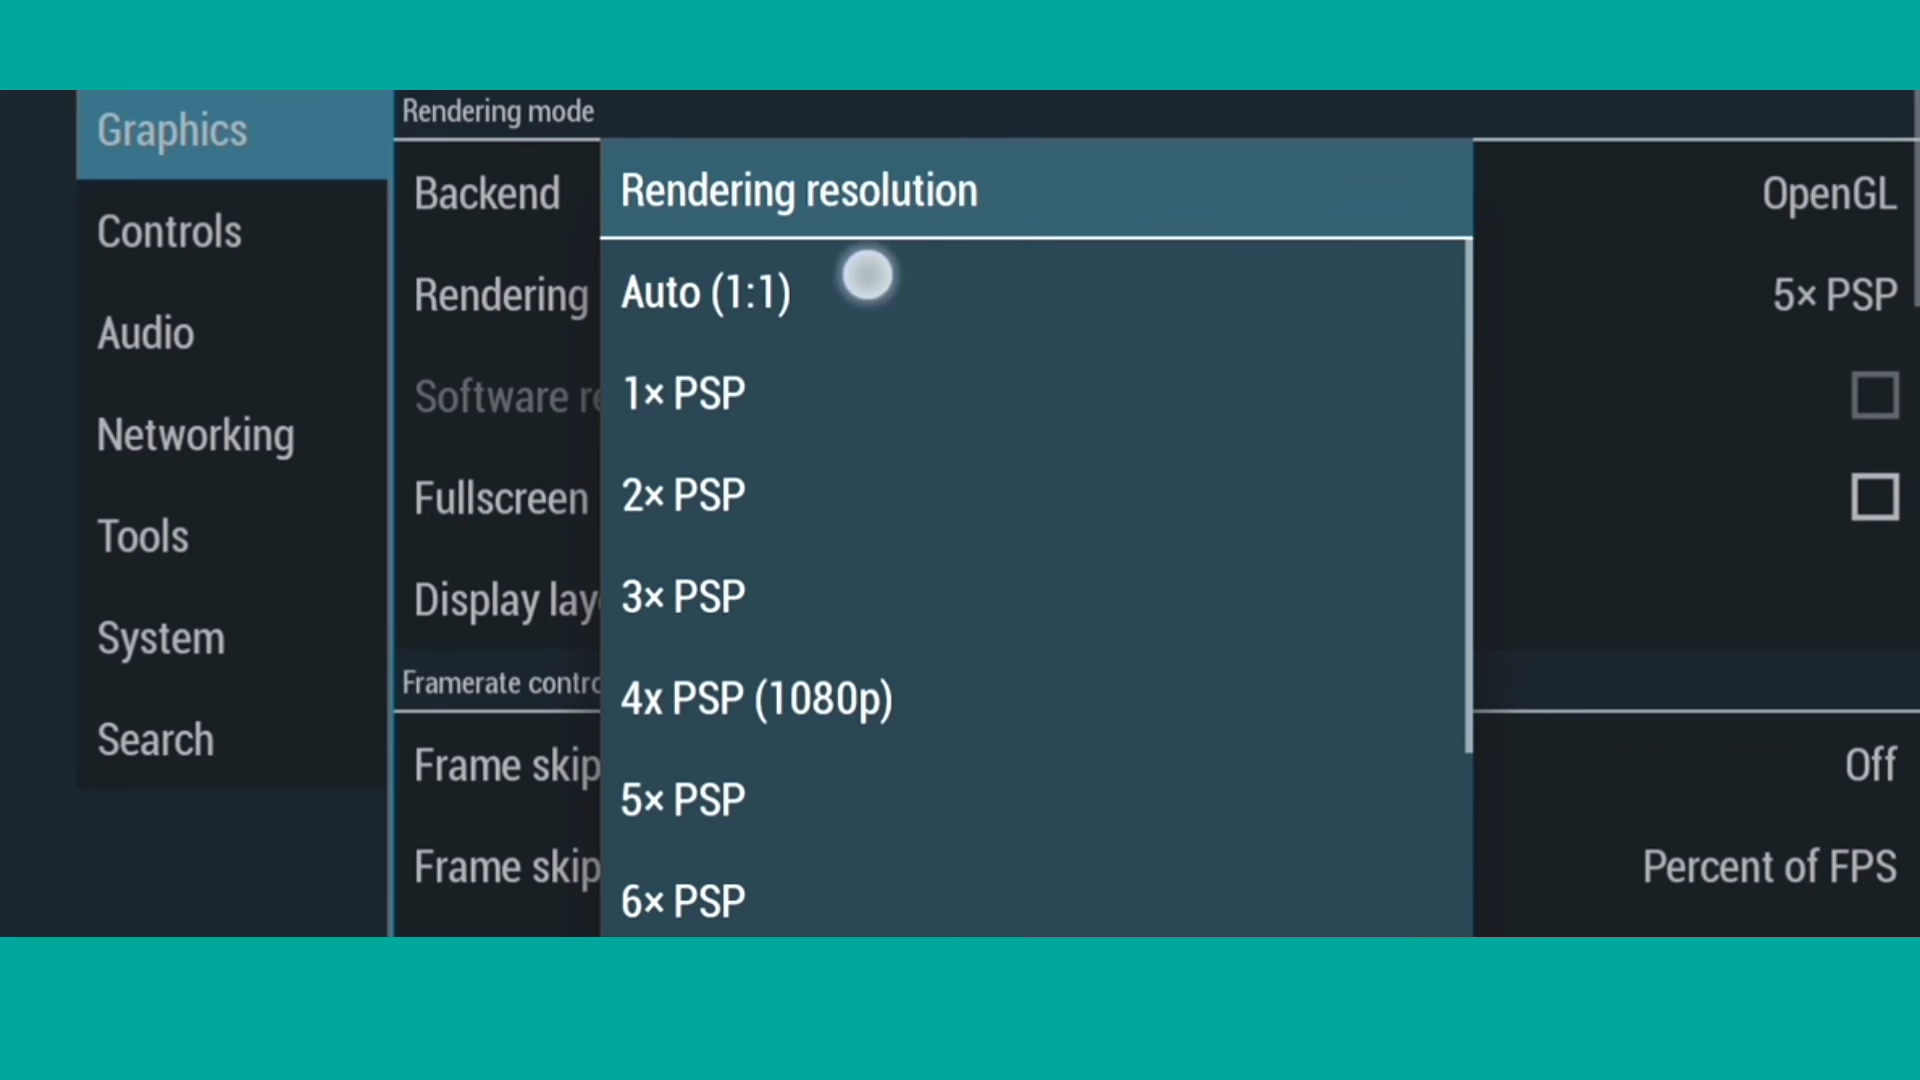 Graphics
Controls
Audio
Networking
Tools
System
Search
Rendering mode
Backend
OpenGL
Rendering
5× PSP
Software
Fullscreen
Display
Framerate
Frame skip
Off
Frame skip
Percent of FPS
Rendering resolution
Auto (1:1)
1× PSP
2× PSP
3× PSP
4x PSP (1080p)
5× PSP
6× PSP